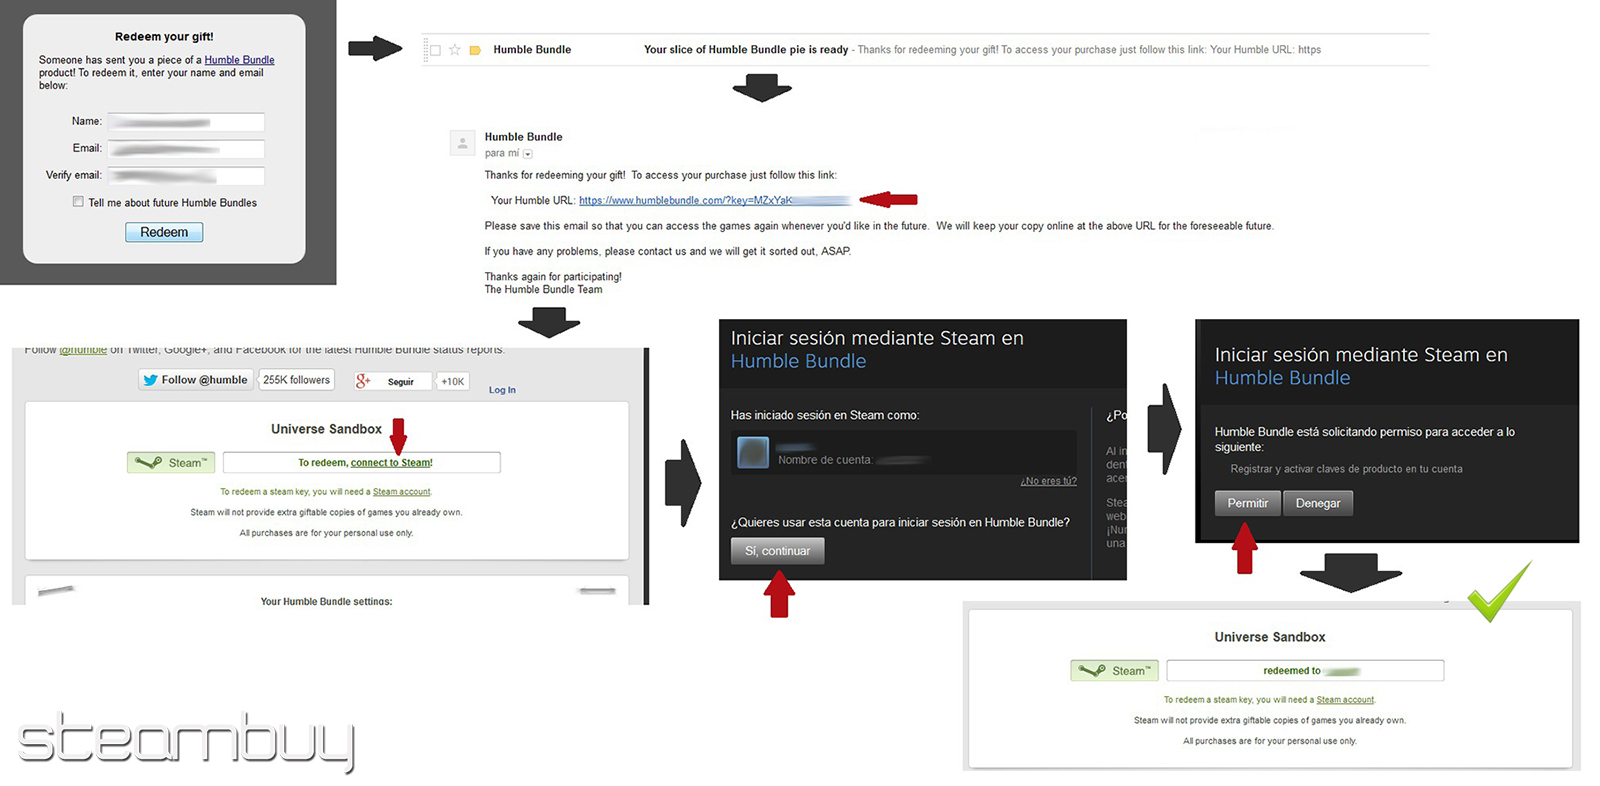 Redeem your gift!
Someone has sent you a piece of a Humble Bundle
product! To redeem it, enter your name and email
below:
Name:
Email:
Verify email:
Tell me about future Humble Bundles
Redeem
Humble Bundle Your slice of Humble Bundle pie is ready - Thanks for redeeming your gift! To access your purchase just follow this link: Your Humble URL: https
Humble Bundle
para mí
Thanks for redeeming your gift! To access your purchase just follow this link:
Your Humble URL: https://www.humblebundle.com/?key=MZxYaK
Please save this email so that you can access the games again whenever you'd like in the future. We will keep your copy online at the above URL for the foreseeable future.
If you have any problems, please contact us and we will get it sorted out, ASAP.
Thanks again for participating!
The Humble Bundle Team
Follow @humble on Twitter, Google+, and Facebook for the latest Humble Bundle status reports.
Follow @humble 255K followers g+ Seguir +10K Log In
Universe Sandbox
Steam™ To redeem, connect to Steam!
To redeem a steam key, you will need a Steam account.
Steam will not provide extra giftable copies of games you already own.
All purchases are for your personal use only.
Your Humble Bundle settings:
Iniciar sesión mediante Steam en
Humble Bundle
Has iniciado sesión en Steam como:
Nombre de cuenta:
¿No eres tú?
¿Quieres usar esta cuenta para iniciar sesión en Humble Bundle?
Sí, continuar
¿Po
Al in
dent
acer
Stea
web
¡Nur
una
Iniciar sesión mediante Steam en
Humble Bundle
Humble Bundle está solicitando permiso para acceder a lo
siguiente:
Registrar y activar claves de producto en tu cuenta
Permitir Denegar
Universe Sandbox
Steam™ redeemed to
To redeem a steam key, you will need a Steam account.
Steam will not provide extra giftable copies of games you already own.
All purchases are for your personal use only.
steambuy